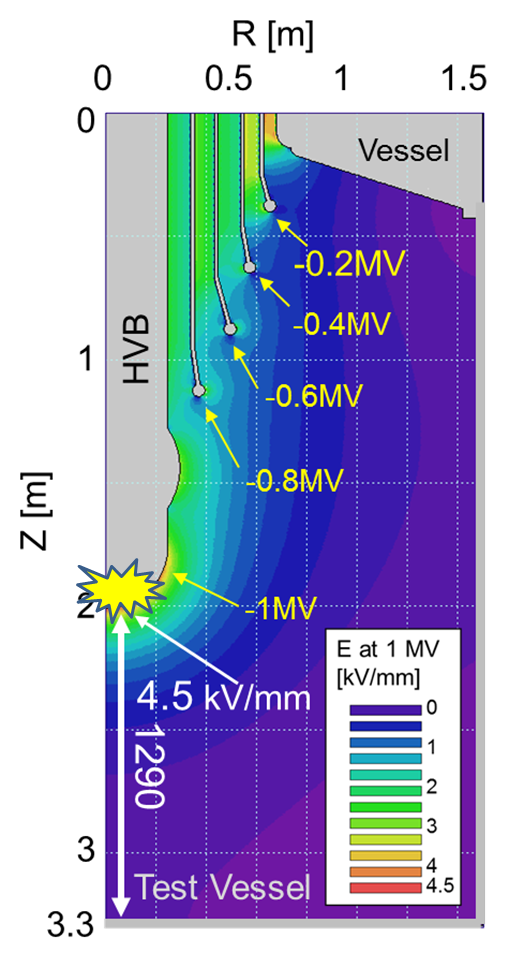 R [m]
0 0.5 1 1.5
0
Vessel
-0.2MV
-0.4MV
HVB
1
-0.6MV
-0.8MV
Z [m]
2
-1MV
E at 1 MV
[kV/mm]
4.5 kV/mm
0
1
1290
2
3
3
4
4.5
Test Vessel
3.3